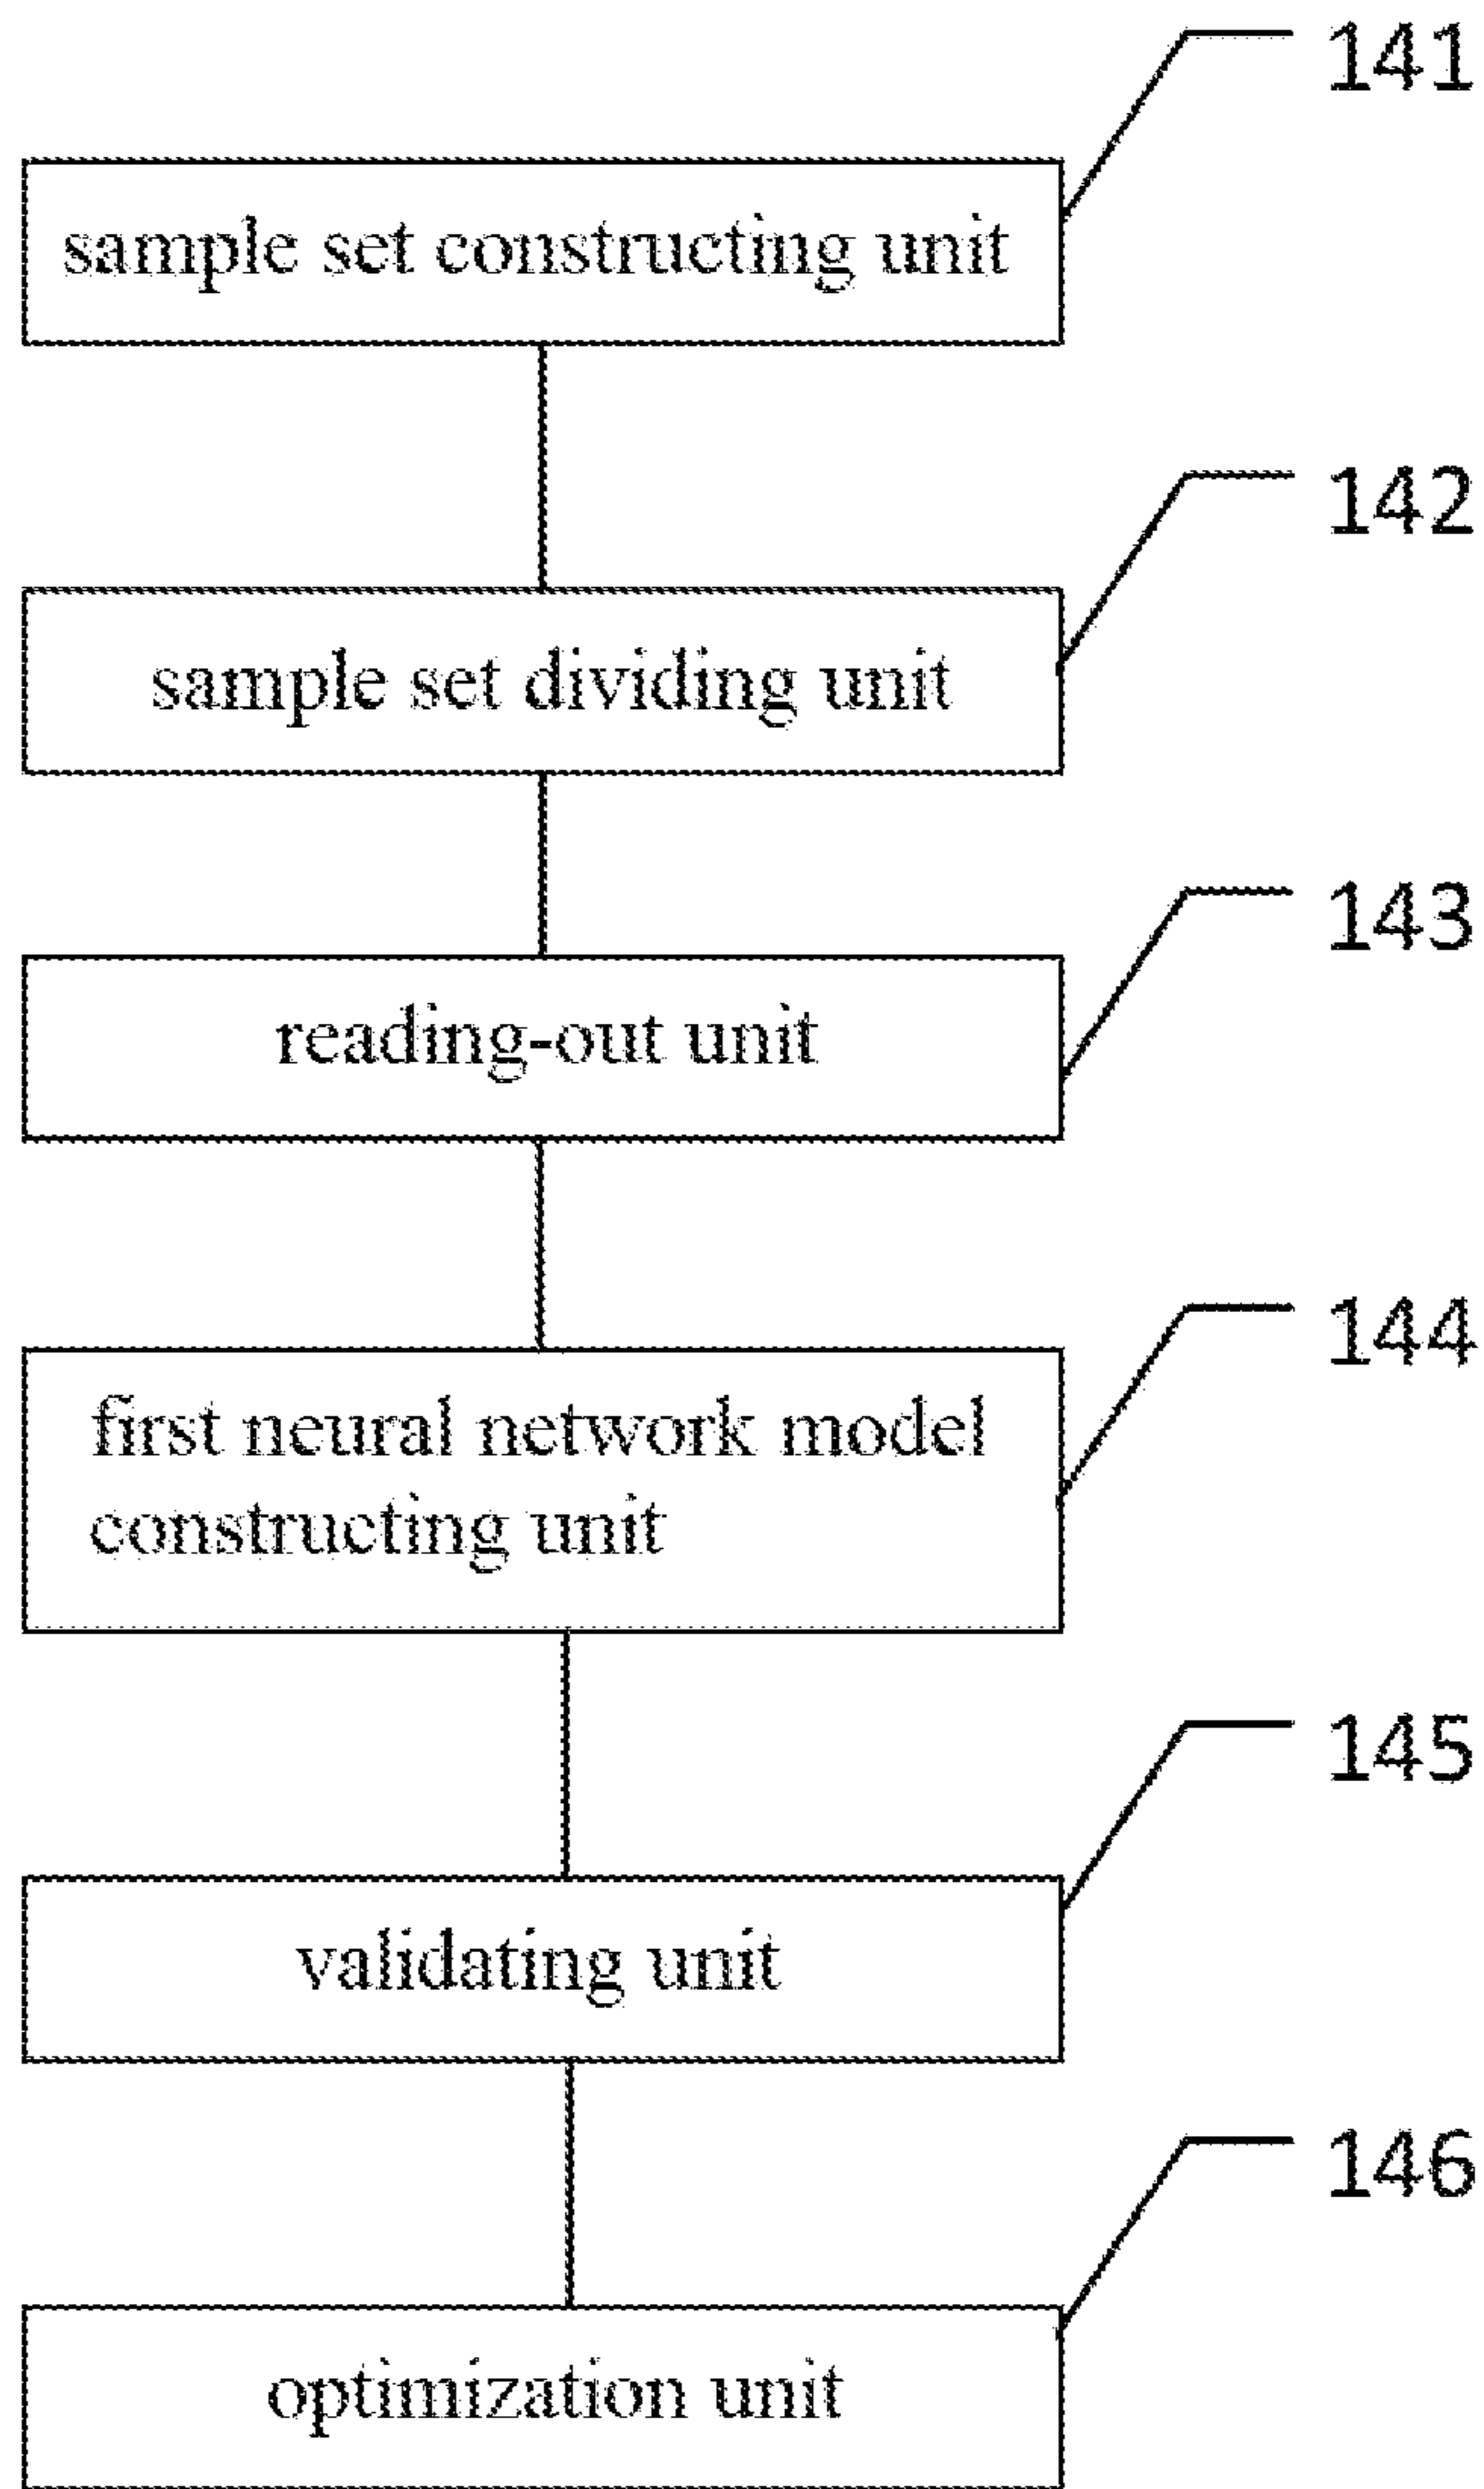 141
sample set constructing unit
142
sample set dividing unit
143
reading-out unit
144
first neural network model
constructing unit
145
validating unit
146
optimization unit